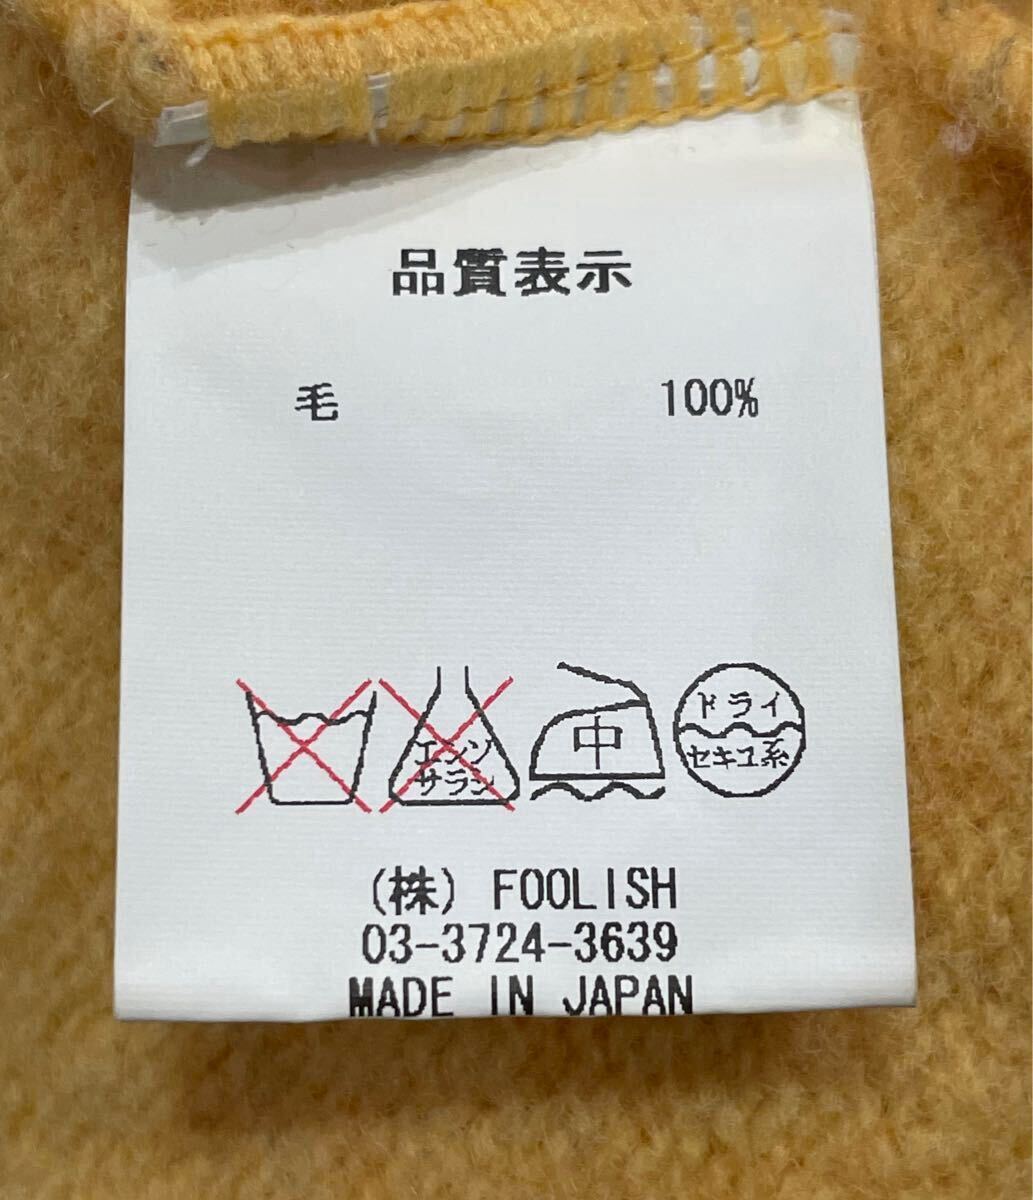 品質表示
毛 100%
エンソ
サラシ
中
ドライ
セキユ系
(株) FOOLISH
03-3724-3639
MADE IN JAPAN